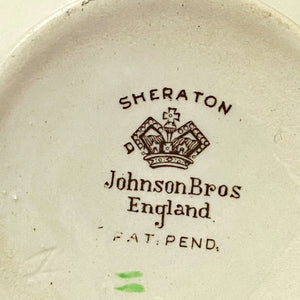 SHERATON
JohnsonBros
England
PAT. PEND.